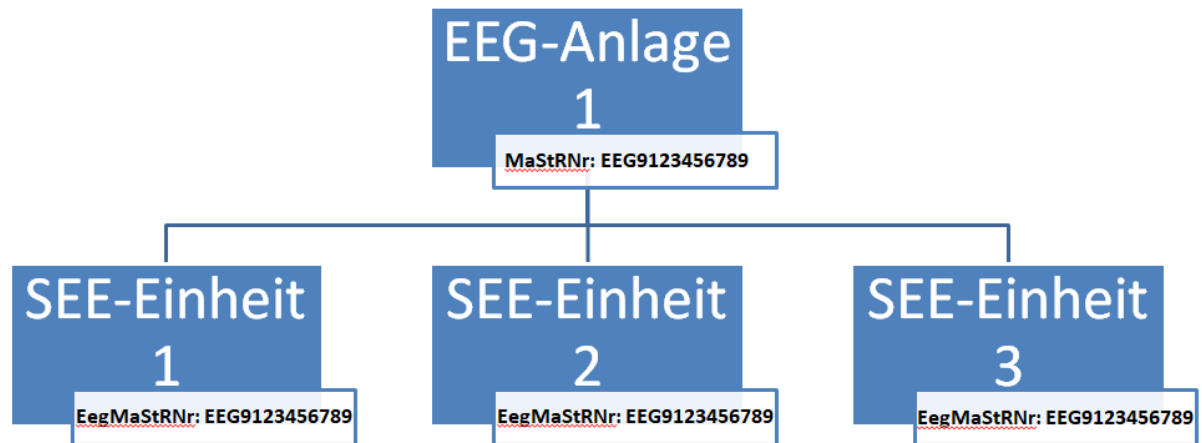 EEG-Anlage
1
MaStRNr: EEG9123456789
SEE-Einheit
1
EegMaStRNr: EEG9123456789
SEE-Einheit
2
EegMaStRNr: EEG9123456789
SEE-Einheit
3
EegMaStRNr: EEG9123456789